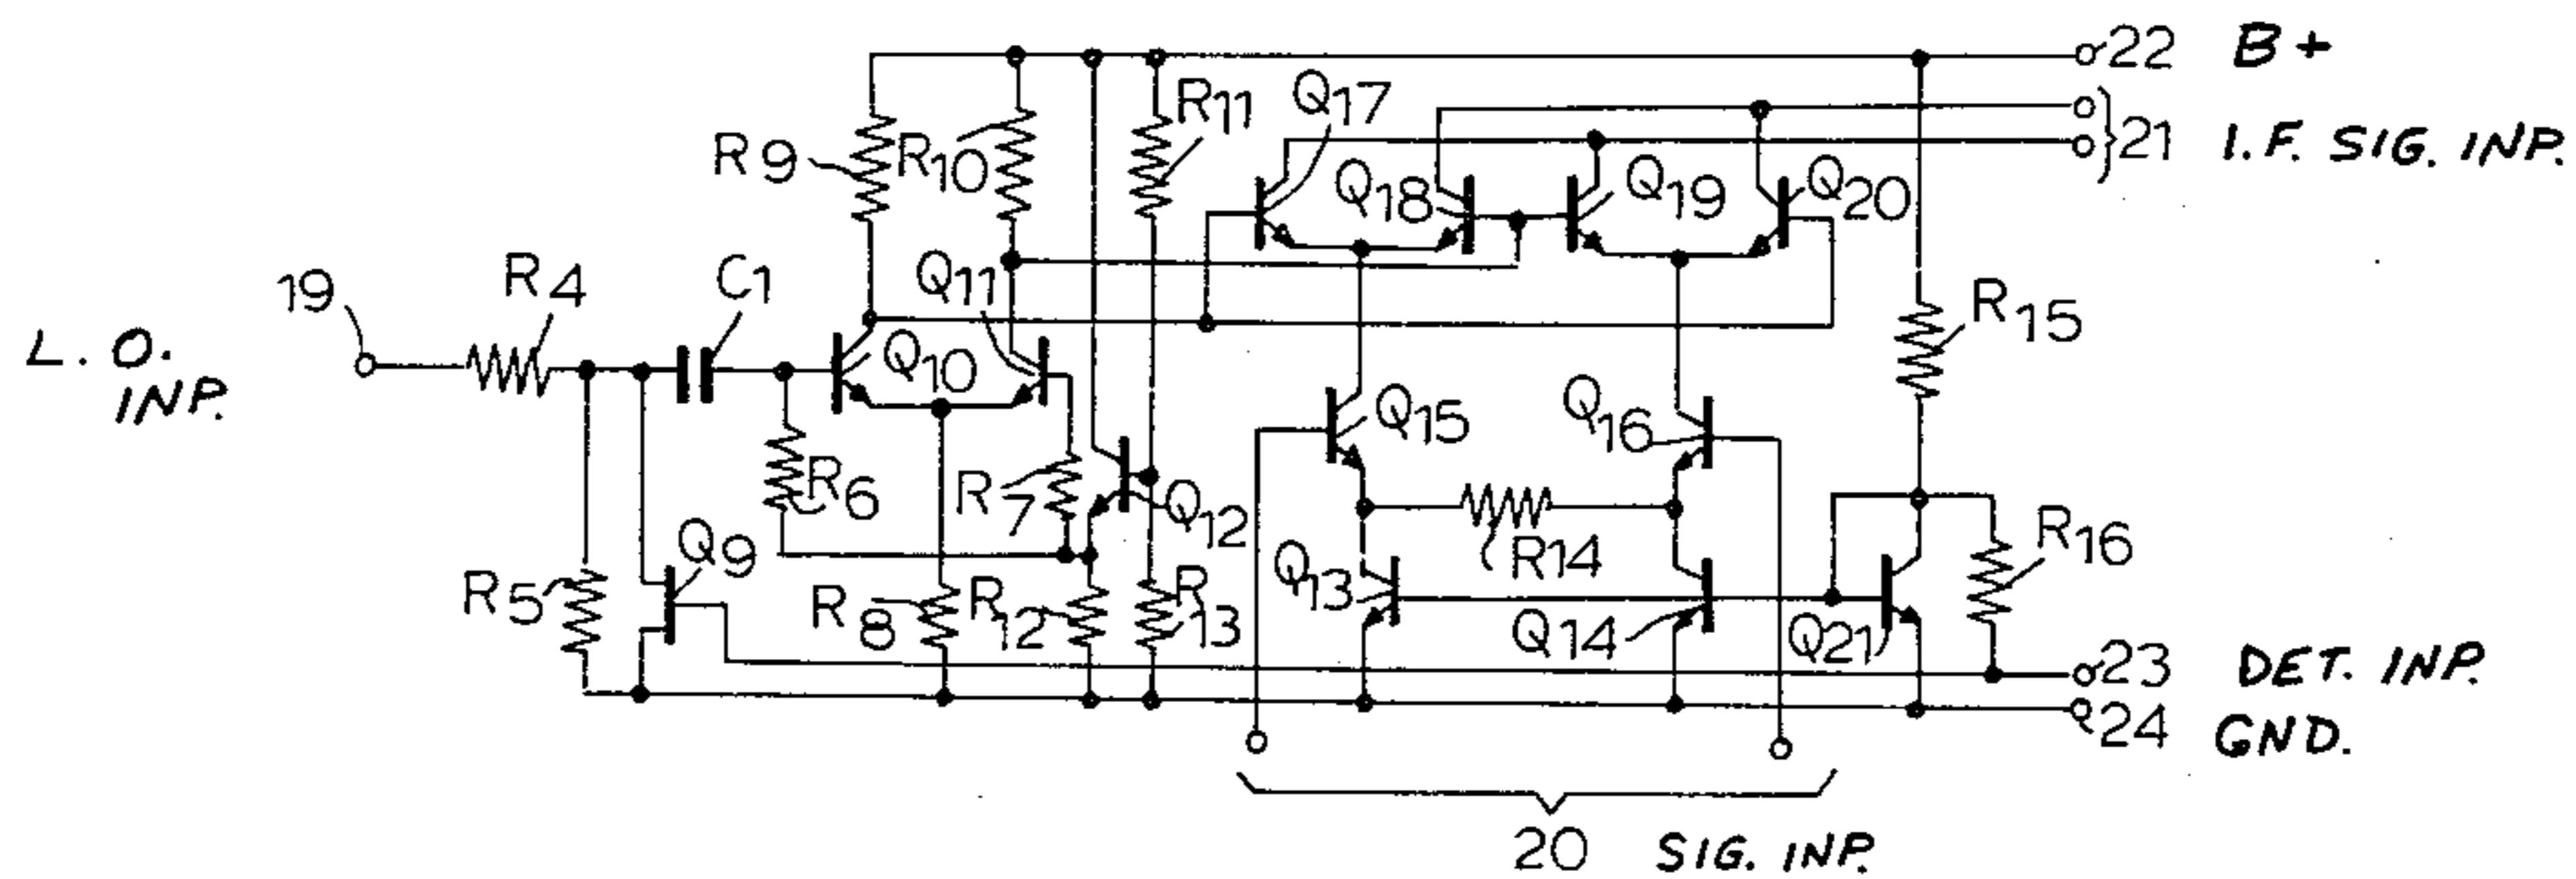 22 B+
Q17
R11
21 I.F. SIG. INP.
R9
R10
Q18
Q19
Q20
19
R4
C1
Q11
L.O.
INP.
Q10
R15
Q15
Q16
R6
R7
Q12
R5
Q9
R8
R12
R13
Q13
R14
Q14
Q21
R16
23 DET. INP.
24 GND.
20 SIG. INP.